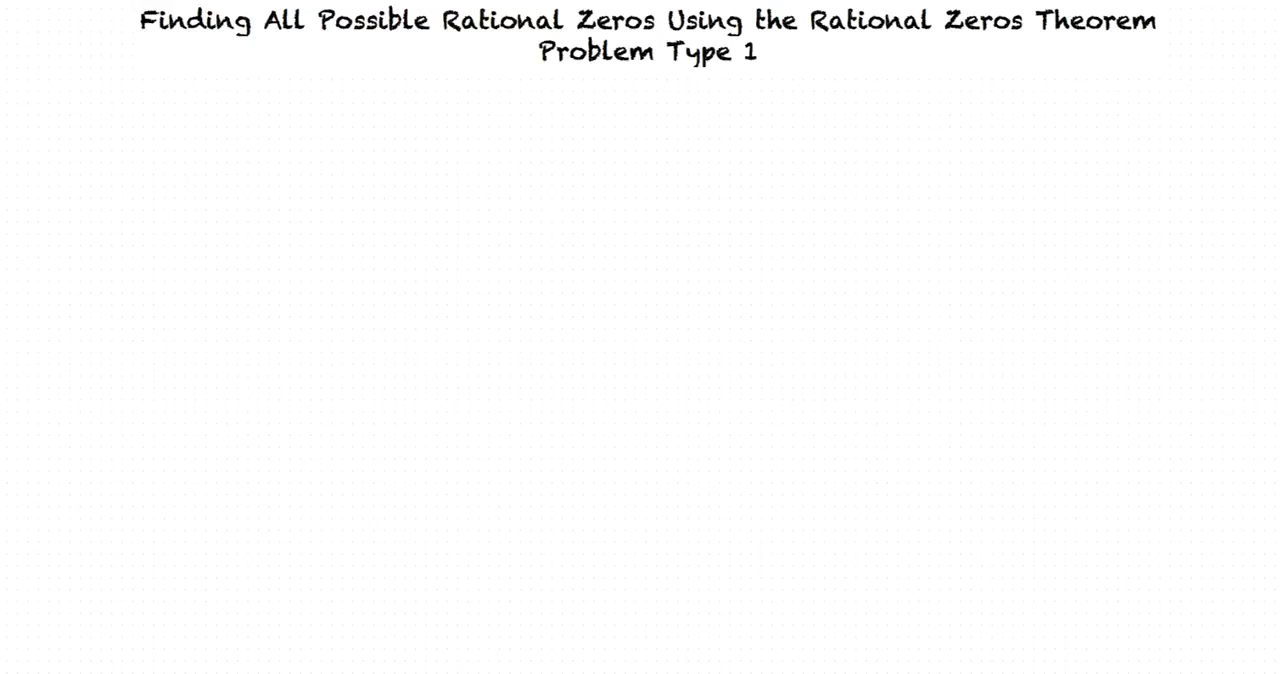 Finding All Possible Rational Zeros Using the Rational Zeros Theorem
Problem Type 1